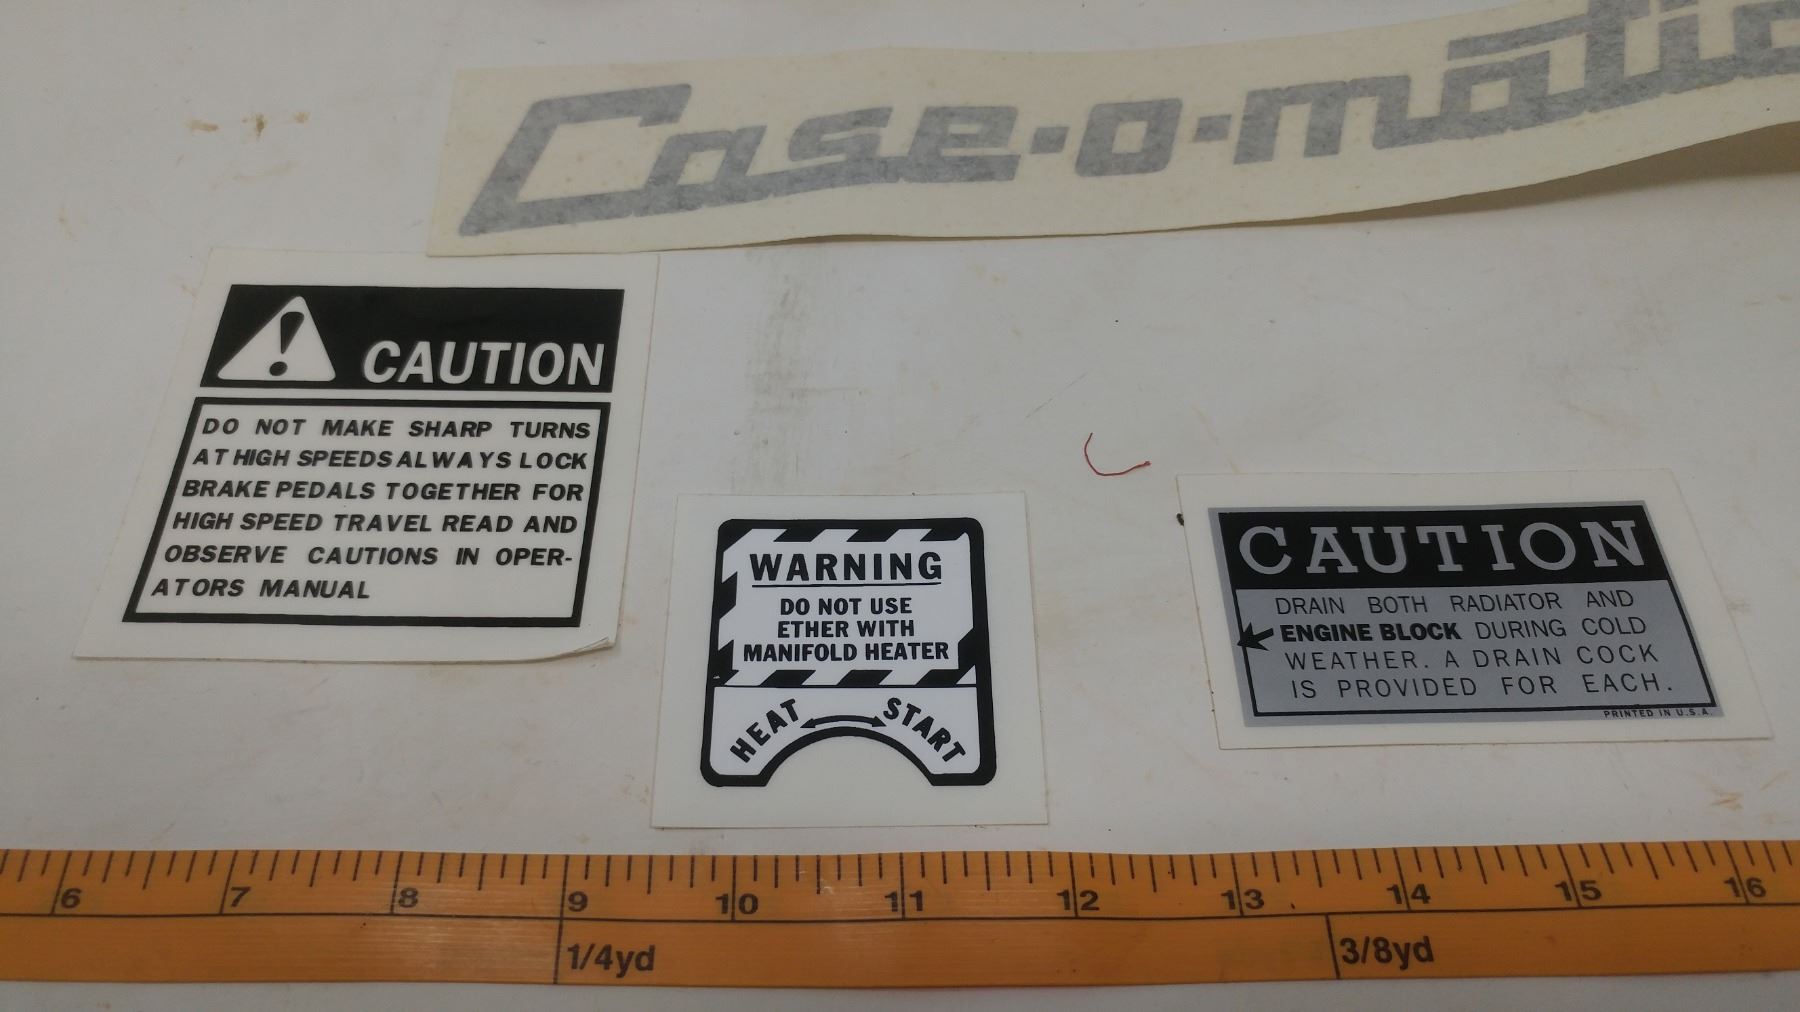 Case-o-matic
CAUTION
DO NOT MAKE SHARP TURNS
AT HIGH SPEEDS ALWAYS LOCK
BRAKE PEDALS TOGETHER FOR
HIGH SPEED TRAVEL READ AND
OBSERVE CAUTIONS IN OPER-
ATORS MANUAL
WARNING
DO NOT USE
ETHER WITH
MANIFOLD HEATER
HEAT START
CAUTION
DRAIN BOTH RADIATOR AND
ENGINE BLOCK DURING COLD
WEATHER. A DRAIN COCK
IS PROVIDED FOR EACH.
PRINTED IN U.S.A.
6 7 8 9 10 11 12 13 14 15 16
1/4yd 3/8yd